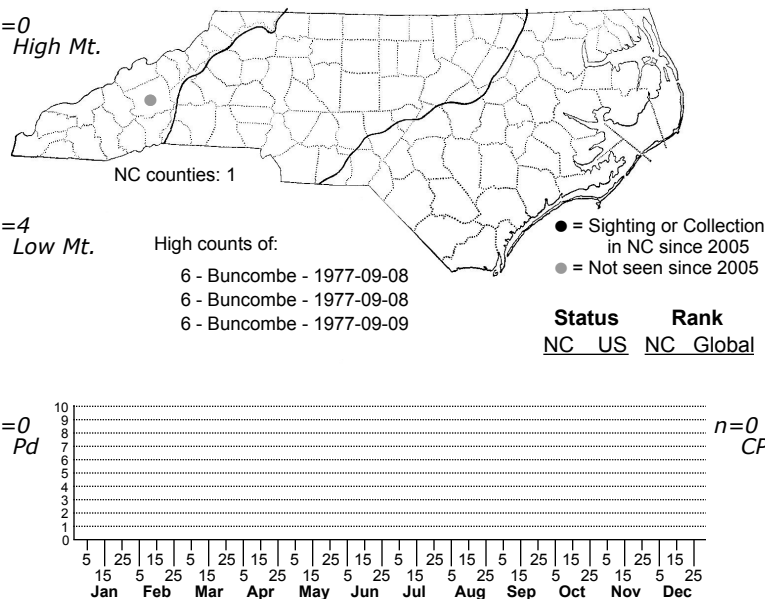 =0
High Mt.
NC counties: 1
=4
Low Mt.
High counts of:
6 - Buncombe - 1977-09-08
6 - Buncombe - 1977-09-08
6 - Buncombe - 1977-09-09
= Sighting or Collection
in NC since 2005
= Not seen since 2005
Status Rank
NC US NC Global
=0
Pd
n=0
CP
10
9
8
7
6
5
4
3
2
1
0
5 25 15 5 25 15 5 25 15 5 25 15 5 25 15 5 25 15
15 5 25 15 5 25 15 5 25 15 5 25 15 5 25 15 5 25
Jan Feb Mar Apr May Jun Jul Aug Sep Oct Nov Dec